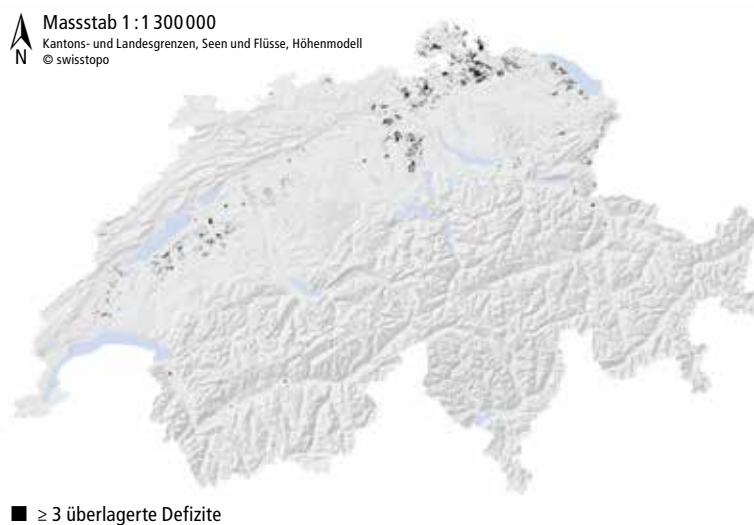 Massstab 1:1 300 000
Kantons- und Landesgrenzen, Seen und Flüsse, Höhenmodell
© swisstopo
N
≥ 3 überlagerte Defizite